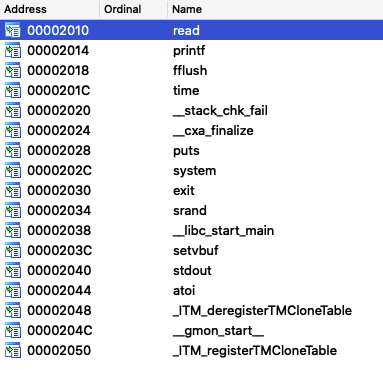 Address Ordinal Name
00002010 read
00002014 printf
00002018 fflush
0000201C time
00002020 __stack_chk_fail
00002024 __cxa_finalize
00002028 puts
0000202C system
00002030 exit
00002034 srand
00002038 __libc_start_main
0000203C setvbuf
00002040 stdout
00002044 atoi
00002048 _ITM_deregisterTMCloneTable
0000204C __gmon_start__
00002050 _ITM_registerTMCloneTable